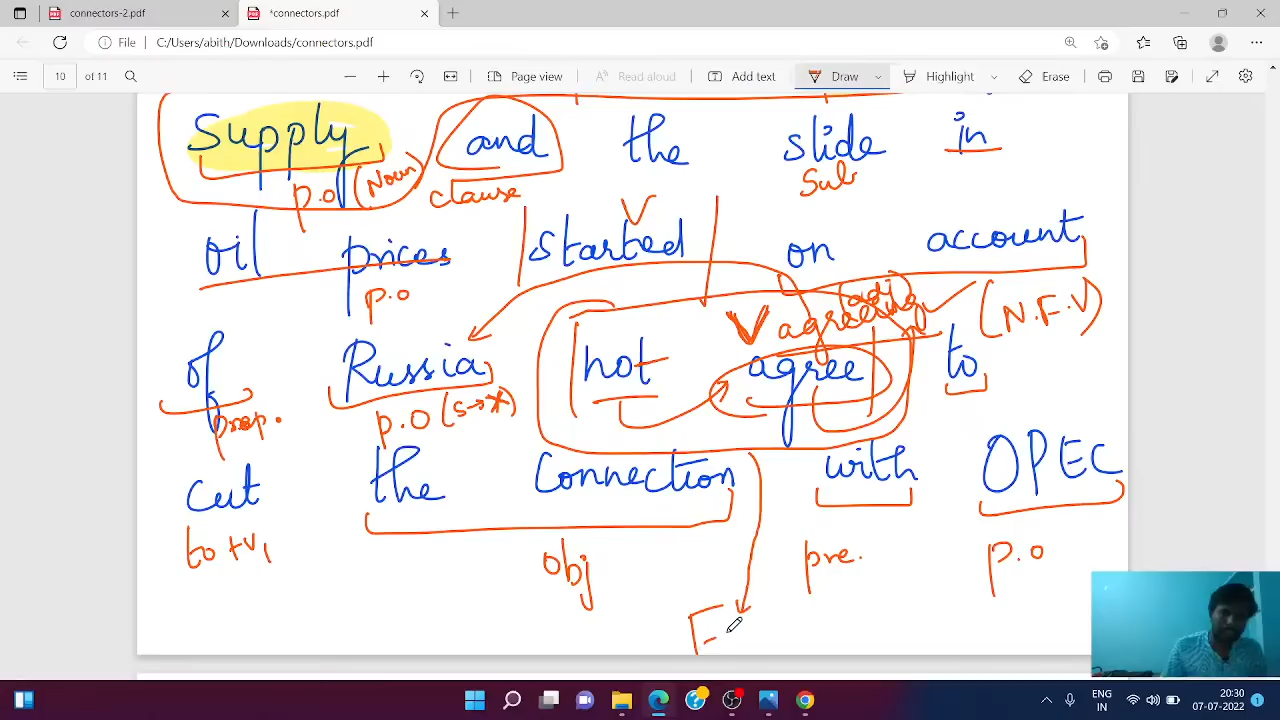 connectors-2.pdf × *connectors.pdf × +
File C:/Users/abith/Downloads/connectors.pdf
10 of 11 Page view Read aloud Add text Draw Highlight Erase
Supply and the slide in
p.o (Noun) clause Sub
V
oil prices started on account
p.o
(adj)
V agreeing (N.F.V)
of Russia not agree to
prep. p.o (S→*)
cut the Connection with OPEC
to +V1 obj pre. p.o
F
ENG 20:30
IN 07-07-2022